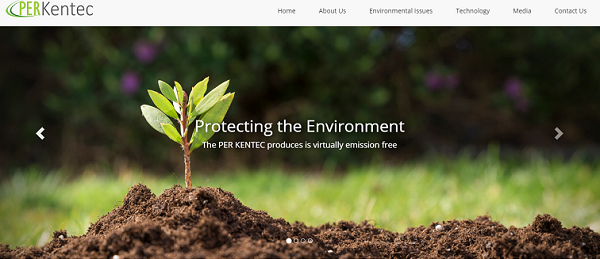 PERKentec
Home About Us Environmental Issues Technology Media Contact Us
Protecting the Environment
The PER KENTEC produces is virtually emission free